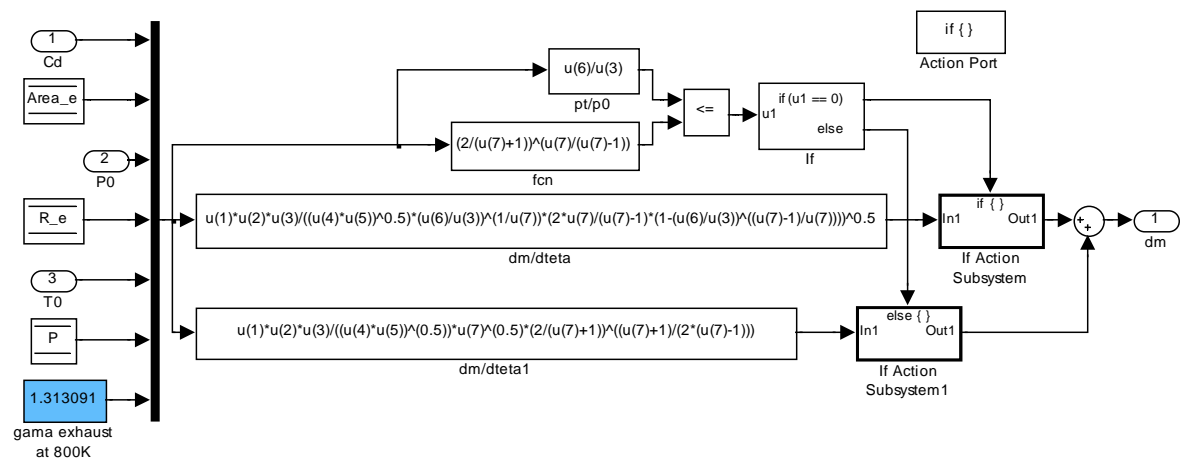 1
Cd
Area_e
2
P0
R_e
3
T0
P
1.313091
gama exhaust
at 800K
u(6)/u(3)
pt/p0
(2/(u(7)+1))^(u(7)/(u(7)-1))
fcn
<=
u1
if(u1 == 0)
else
If
if { }
Action Port
u(1)*u(2)*u(3)/((u(4)*u(5))^0.5)*(u(6)/u(3))^(1/u(7))*(2*u(7)/(u(7)-1)*(1-(u(6)/u(3))^((u(7)-1)/u(7))))^0.5
dm/dteta
In1
if { }
Out1
If Action
Subsystem
+
+
1
dm
u(1)*u(2)*u(3)/((u(4)*u(5))^(0.5))*u(7)^(0.5)*(2/(u(7)+1))^((u(7)+1)/(2*(u(7)-1)))
dm/dteta1
else { }
In1
Out1
If Action
Subsystem1